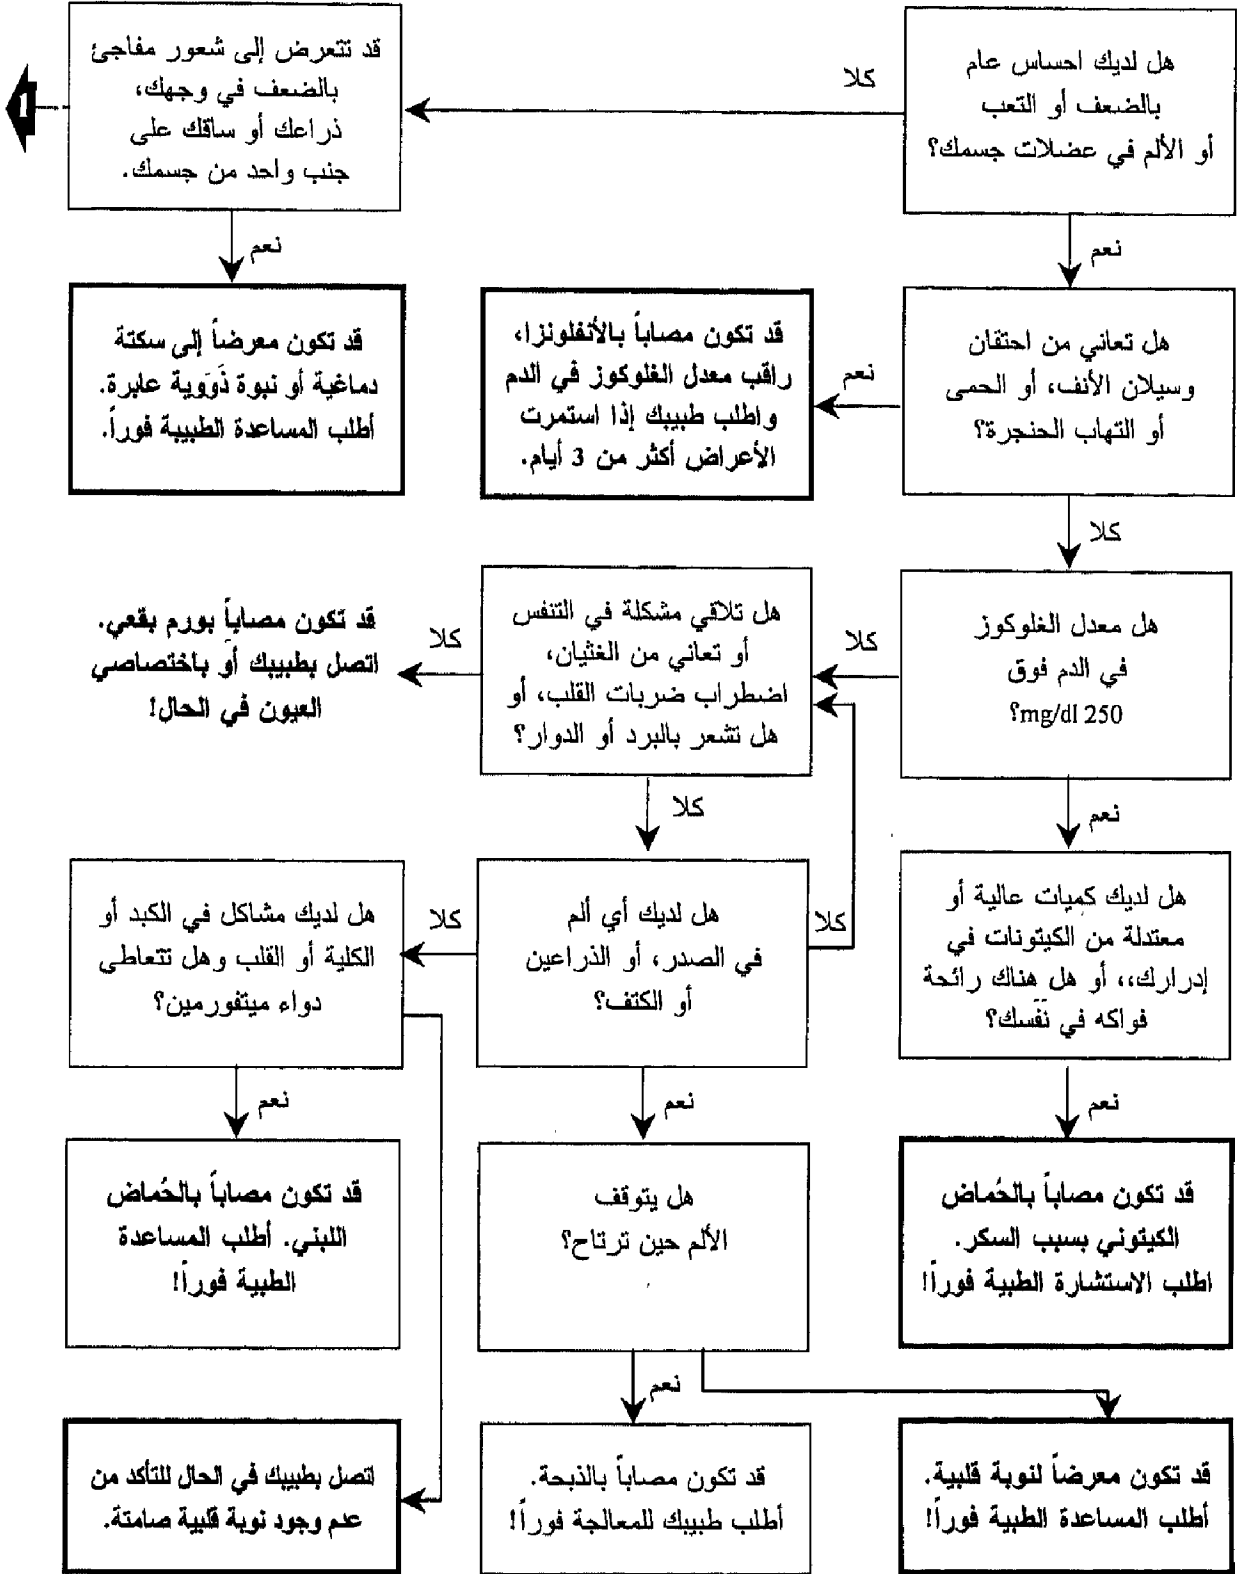 هل لديك احساس عام
بالضعف أو التعب
أو الألم في عضلات جسمك؟
كلا
قد تتعرض إلى شعور مفاجئ
بالضعف في وجهك،
ذراعك أو ساقك على
جنب واحد من جسمك.
1
نعم
نعم
هل تعاني من احتقان
وسيلان الأنف، أو الحمى
أو التهاب الحنجرة؟
نعم
قد تكون مصاباً بالأنفلونزا،
راقب معدل الغلوكوز في الدم
واطلب طبيبك إذا استمرت
الأعراض أكثر من 3 أيام.
قد تكون معرضاً إلى سكتة
دماغية أو نبوة ذَوَوية عابرة.
أطلب المساعدة الطبيبة فوراً.
كلا
هل معدل الغلوكوز
في الدم فوق
250 mg/dl؟
كلا
هل تلاقي مشكلة في التنفس
أو تعاني من الغثيان،
اضطراب ضربات القلب، أو
هل تشعر بالبرد أو الدوار؟
كلا
قد تكون مصاباً بورم بقعي.
اتصل بطبيبك أو باختصاصي
العيون في الحال!
نعم
كلا
هل لديك كميات عالية أو
معتدلة من الكيتونات في
إدرارك،، أو هل هناك رائحة
فواكه في نَفَسك؟
كلا
هل لديك أي ألم
في الصدر، أو الذراعين
أو الكتف؟
كلا
هل لديك مشاكل في الكبد أو
الكلية أو القلب وهل تتعاطى
دواء ميتفورمين؟
نعم
نعم
نعم
قد تكون مصاباً بالحُماض
الكيتوني بسبب السكر.
اطلب الاستشارة الطبية فوراً!
هل يتوقف
الألم حين ترتاح؟
قد تكون مصاباً بالحُماض
اللبني. أطلب المساعدة
الطبية فوراً!
نعم
قد تكون معرضاً لنوبة قلبية.
أطلب المساعدة الطبية فوراً!
قد تكون مصاباً بالذبحة.
أطلب طبيبك للمعالجة فوراً!
اتصل بطبيبك في الحال للتأكد من
عدم وجود نوبة قلبية صامتة.